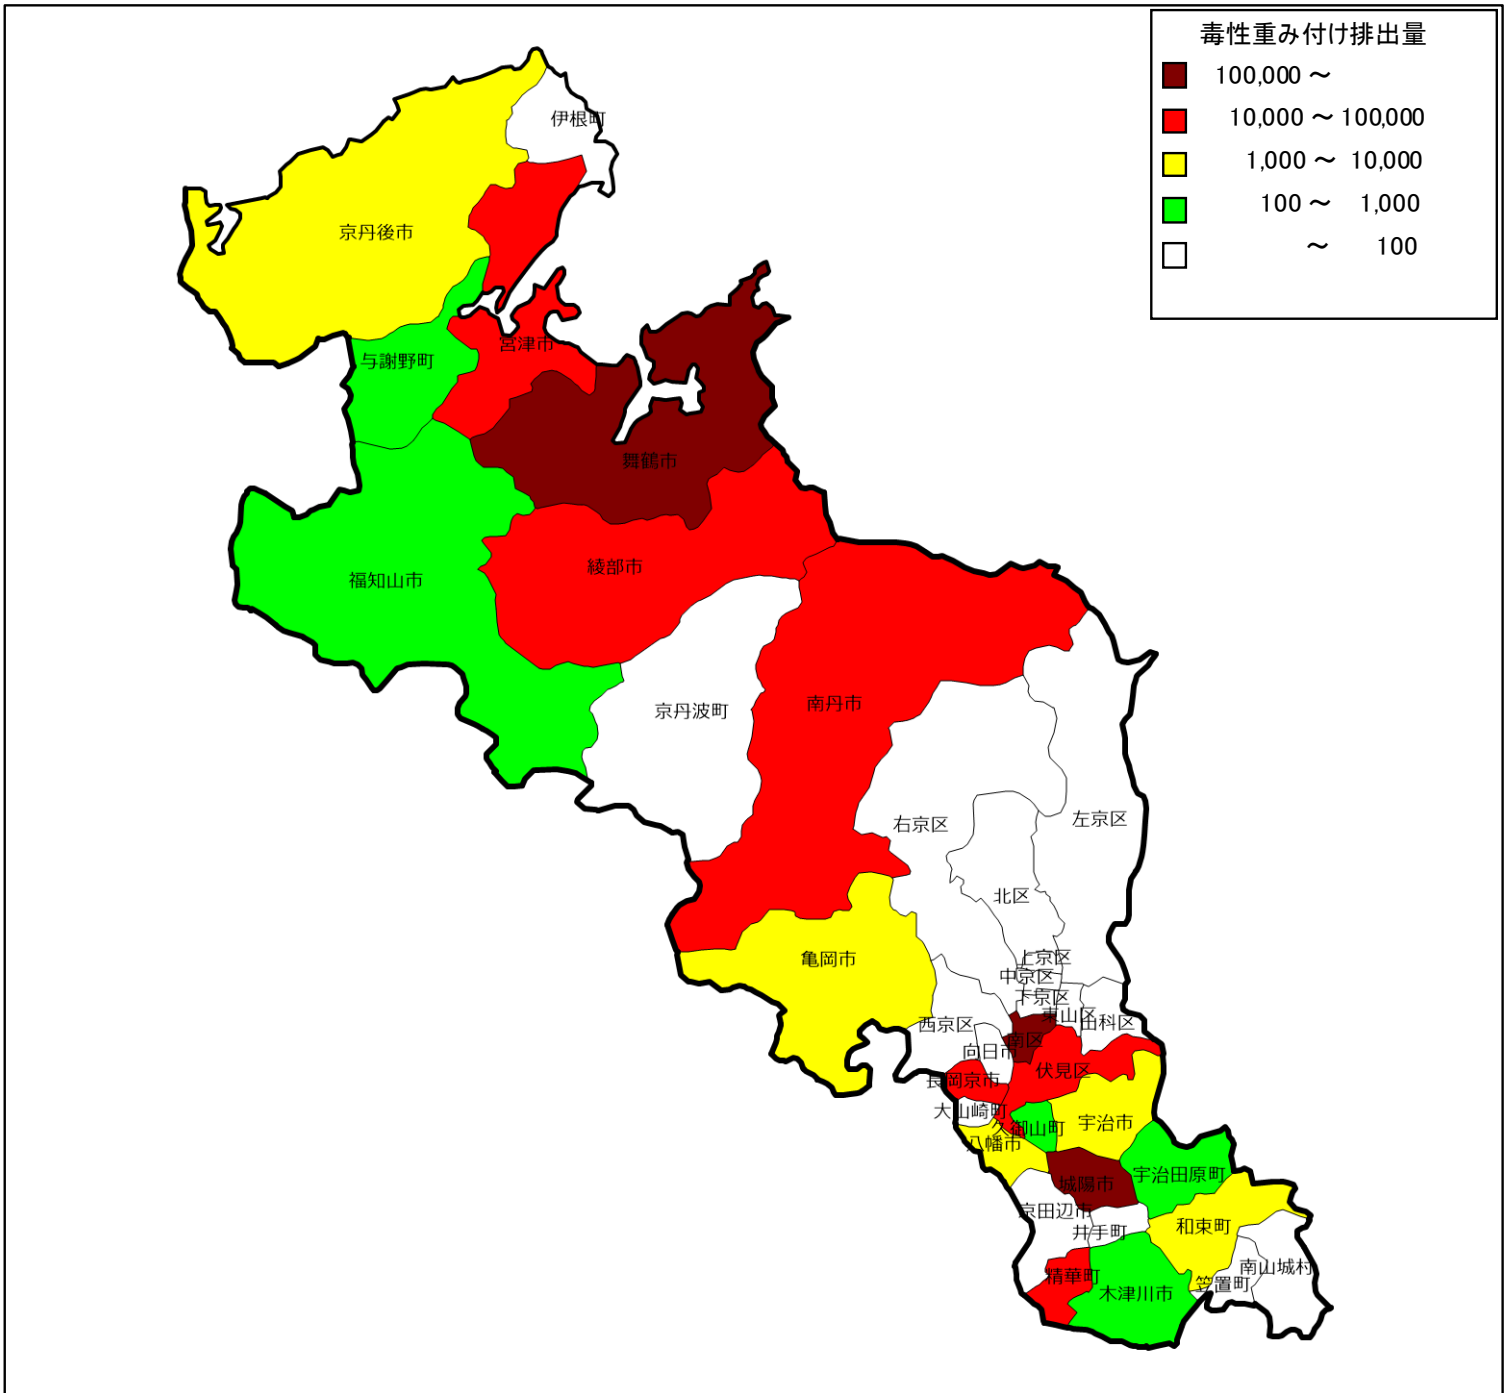 毒性重み付け排出量
100,000 ~
10,000 ~ 100,000
1,000 ~ 10,000
100 ~ 1,000
~ 100
伊根町
京丹後市
宮津市
与謝野町
舞鶴市
綾部市
福知山市
南丹市
京丹波町
左京区
右京区
北区
上京区
亀岡市
中京区
下京区
東山区
山科区
西京区
南区
向日市
伏見区
長岡京市
大山崎町
宇治市
久御山町
八幡市
宇治田原町
城陽市
京田辺市
和束町
井手町
南山城村
精華町
笠置町
木津川市